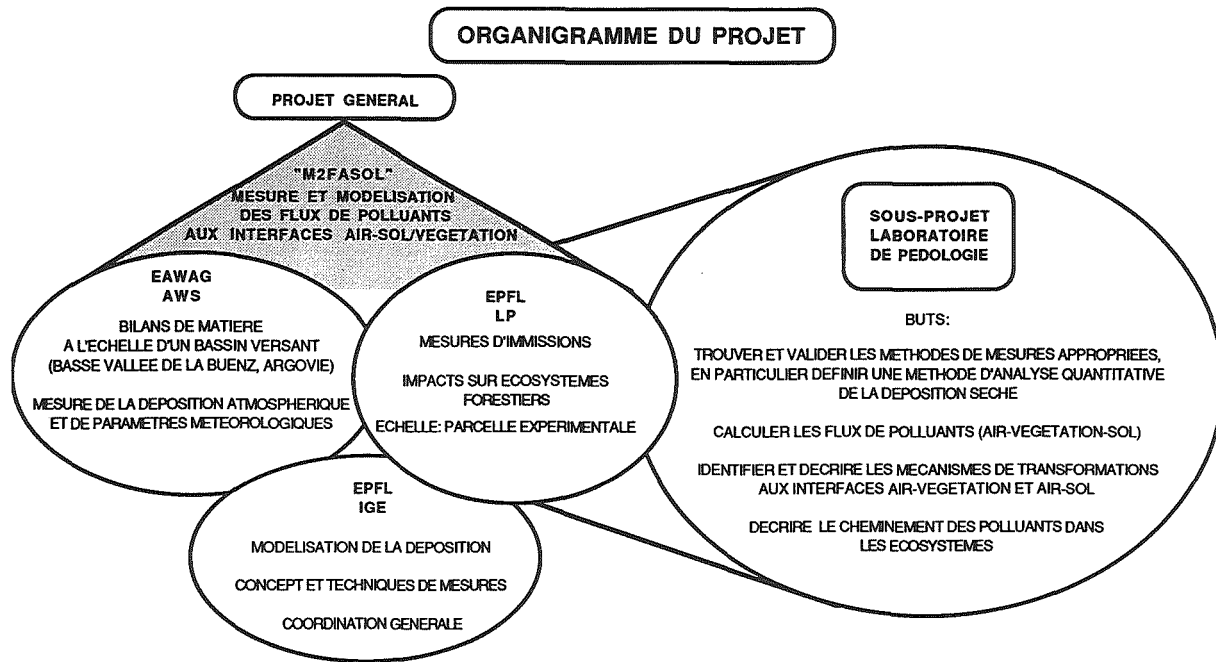 ORGANIGRAMME DU PROJET
PROJET GENERAL
"M2FASOL"
MESURE ET MODELISATION
DES FLUX DE POLLUANTS
AUX INTERFACES AIR-SOL/VEGETATION
EAWAG
AWS
BILANS DE MATIERE
A L'ECHELLE D'UN BASSIN VERSANT
(BASSE VALLEE DE LA BUENZ, ARGOVIE)
MESURE DE LA DEPOSITION ATMOSPHERIQUE
ET DE PARAMETRES METEOROLOGIQUES
EPFL
LP
MESURES D'IMMISSIONS
IMPACTS SUR ECOSYSTEMES
FORESTIERS
ECHELLE: PARCELLE EXPERIMENTALE
EPFL
IGE
MODELISATION DE LA DEPOSITION
CONCEPT ET TECHNIQUES DE MESURES
COORDINATION GENERALE
SOUS-PROJET
LABORATOIRE
DE PEDOLOGIE
BUTS:
TROUVER ET VALIDER LES METHODES DE MESURES APPROPRIEES,
EN PARTICULIER DEFINIR UNE METHODE D'ANALYSE QUANTITATIVE
DE LA DEPOSITION SECHE
CALCULER LES FLUX DE POLLUANTS (AIR-VEGETATION-SOL)
IDENTIFIER ET DECRIRE LES MECANISMES DE TRANSFORMATIONS
AUX INTERFACES AIR-VEGETATION ET AIR-SOL
DECRIRE LE CHEMINEMENT DES POLLUANTS DANS
LES ECOSYSTEMES